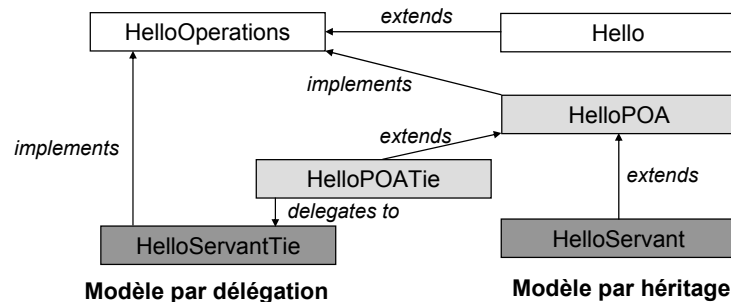 extends
HelloOperations
Hello
implements
HelloPOA
implements
extends
HelloPOATie
extends
delegates to
HelloServantTie
HelloServant
Modèle par délégation
Modèle par héritage